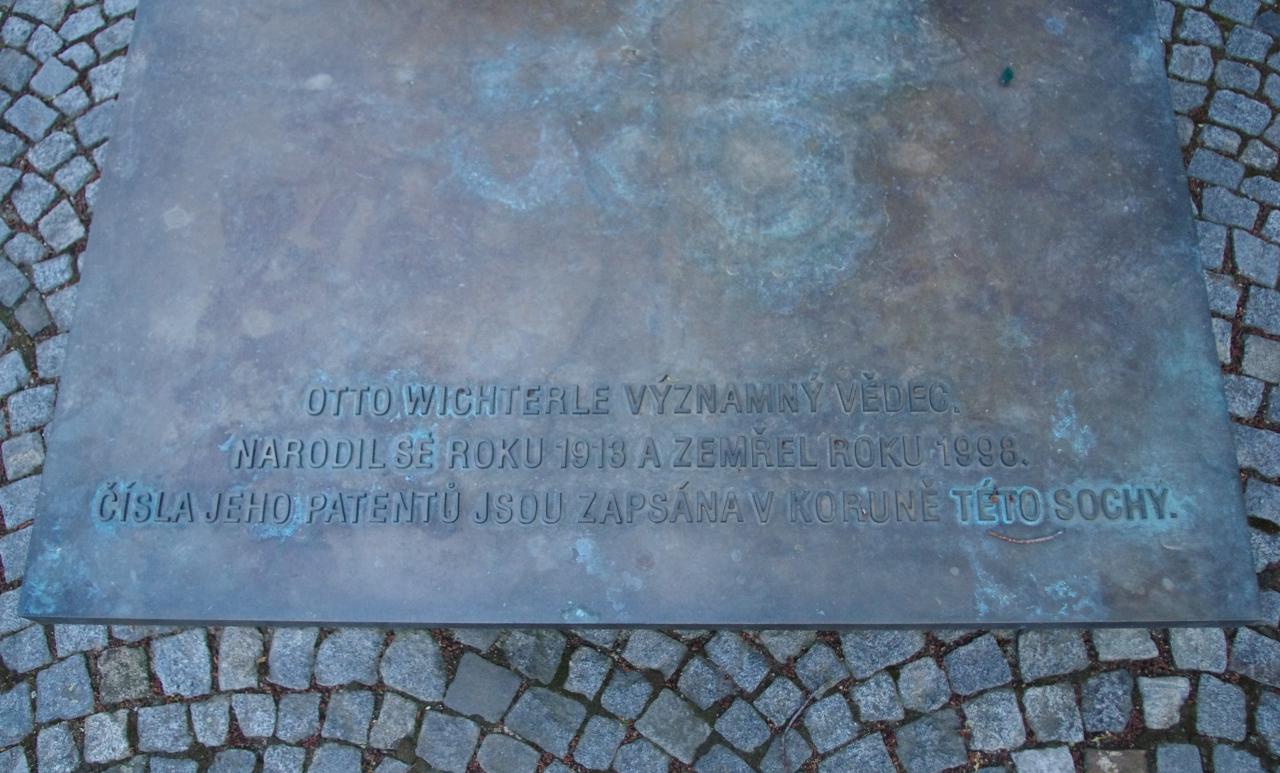 OTTO WICHTERLE VÝZNAMNÝ VĚDEC.
NARODIL SE ROKU 1913 A ZEMŘEL ROKU 1998.
ČÍSLA JEHO PATENTŮ JSOU ZAPSÁNA V KORUNĚ TÉTO SOCHY.